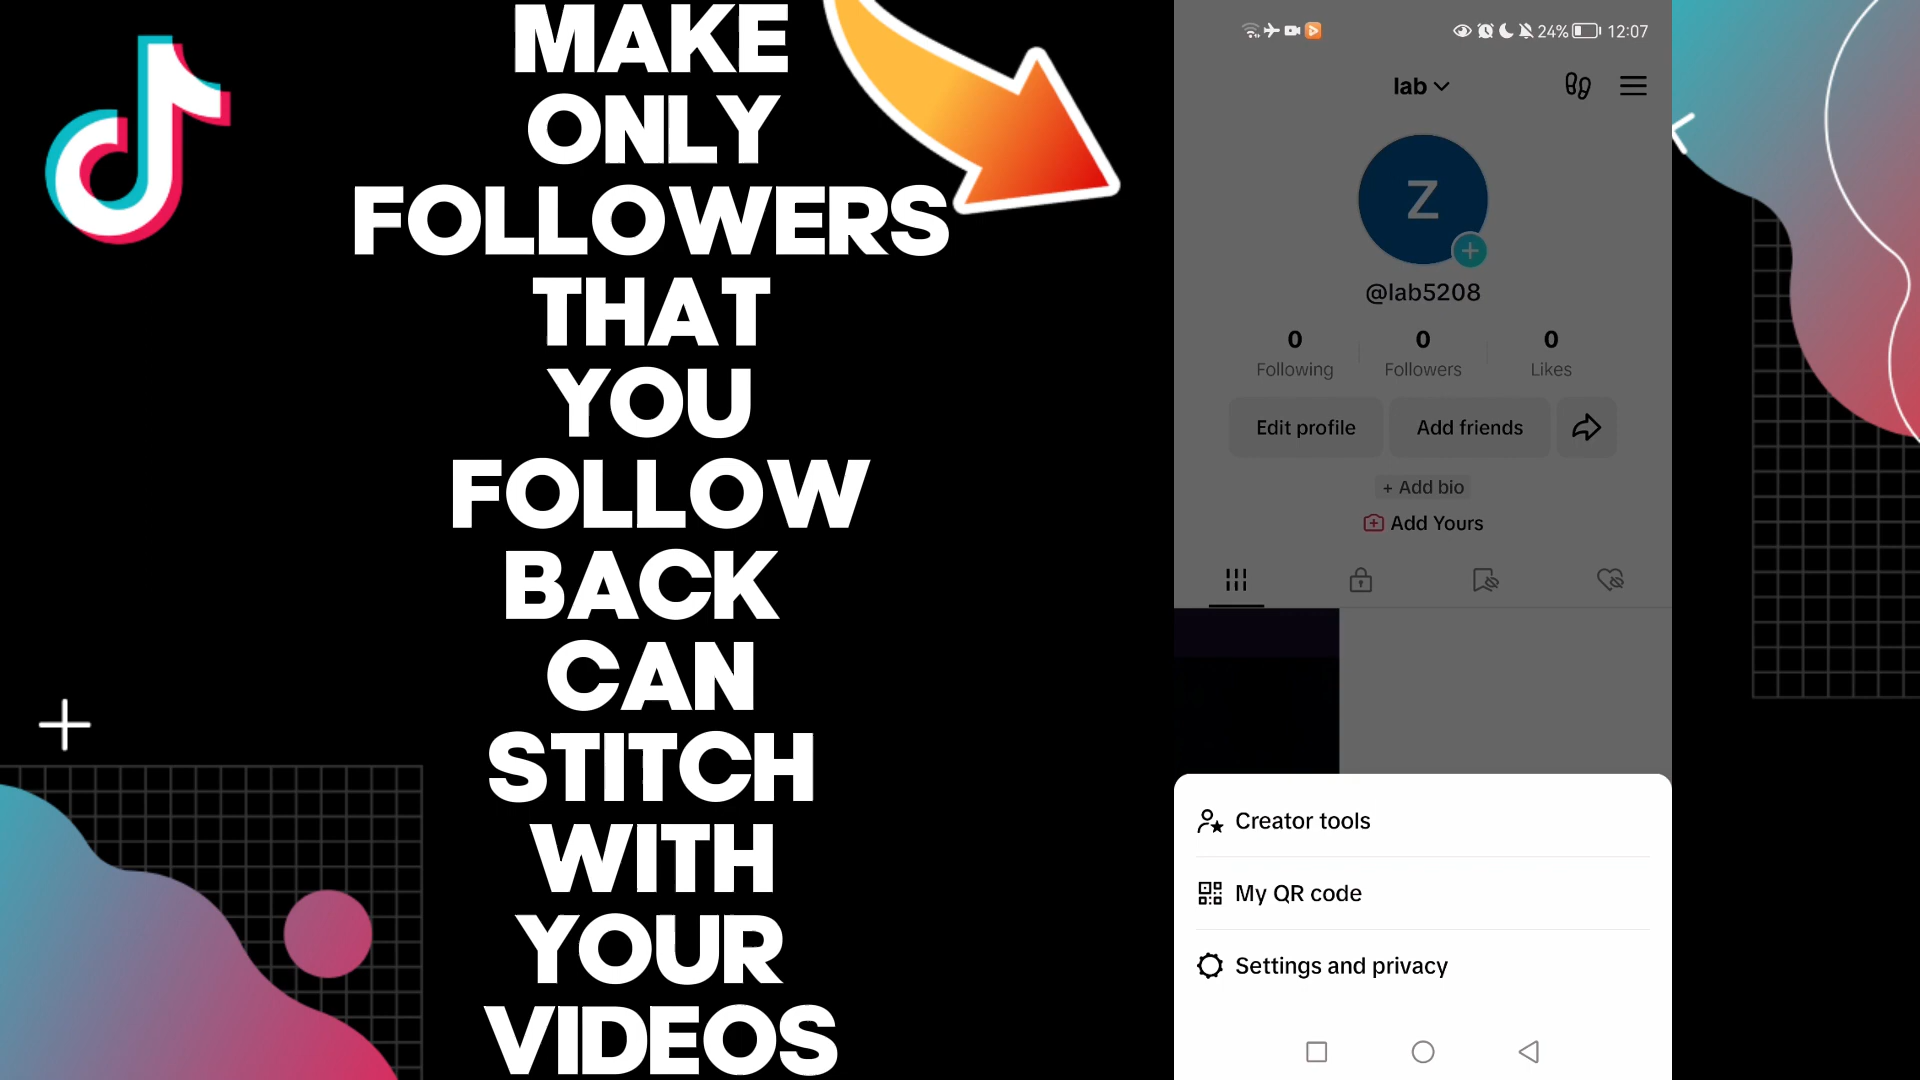 MAKE
ONLY
FOLLOWERS
THAT
YOU
FOLLOW
BACK
CAN
STITCH
WITH
YOUR
VIDEOS
24% 12:07
lab
Z
@lab5208
0 0 0
Following Followers Likes
Edit profile Add friends
+ Add bio
Add Yours
Creator tools
My QR code
Settings and privacy